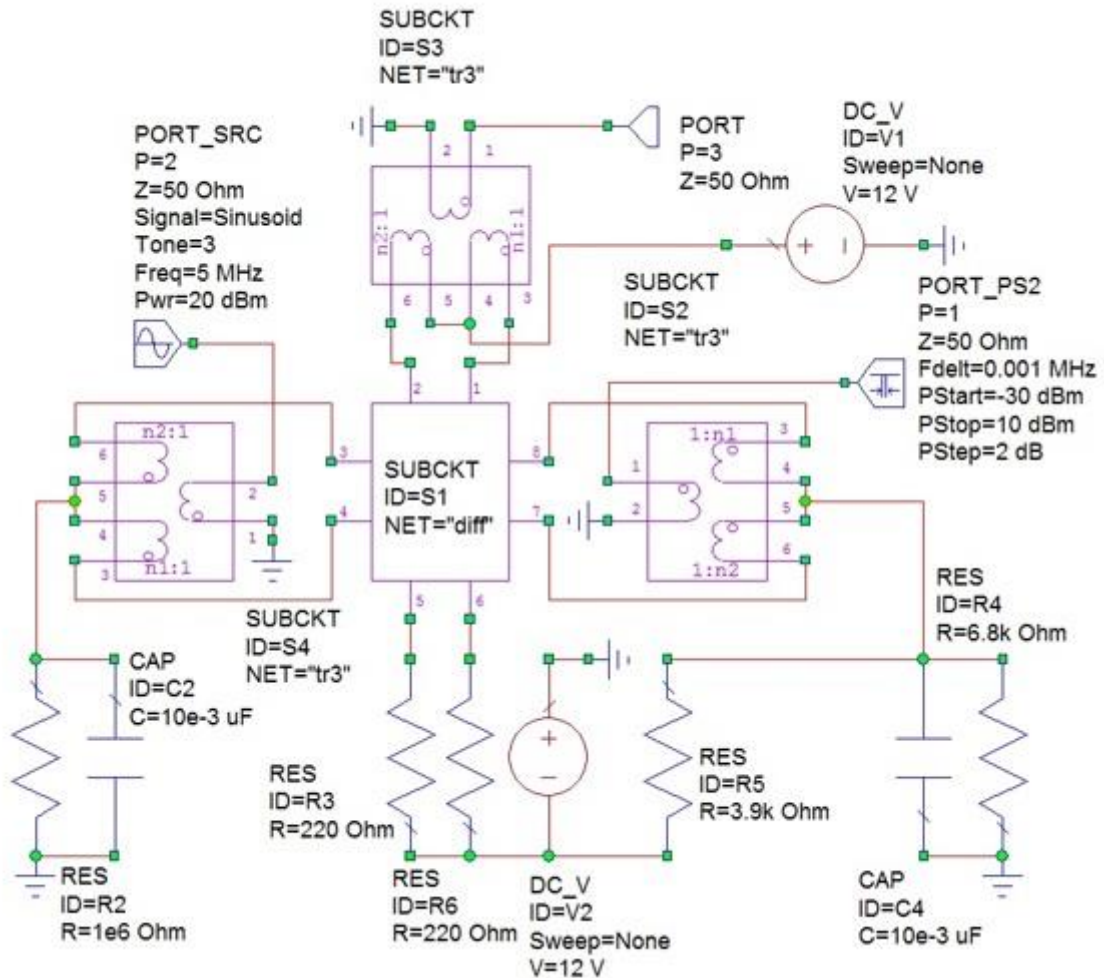 SUBCKT
ID=S3
NET="tr3"
PORT_SRC
P=2
Z=50 Ohm
Signal=Sinusoid
Tone=3
Freq=5 MHz
Pwr=20 dBm
PORT
P=3
Z=50 Ohm
DC_V
ID=V1
Sweep=None
V=12 V
2 1
n2:1 n1:1
6 5 4 3
SUBCKT
ID=S2
NET="tr3"
PORT_PS2
P=1
Z=50 Ohm
Fdelt=0.001 MHz
PStart=-30 dBm
PStop=10 dBm
PStep=2 dB
2 1
n2:1
6
5
4
3
2
1
n1:1
3
4
8
7
SUBCKT
ID=S1
NET="diff"
5 6
1:n1
1
2
3
4
5
6
1:n2
SUBCKT
ID=S4
NET="tr3"
RES
ID=R4
R=6.8k Ohm
CAP
ID=C2
C=10e-3 uF
RES
ID=R3
R=220 Ohm
RES
ID=R5
R=3.9k Ohm
RES
ID=R2
R=1e6 Ohm
RES
ID=R6
R=220 Ohm
DC_V
ID=V2
Sweep=None
V=12 V
CAP
ID=C4
C=10e-3 uF